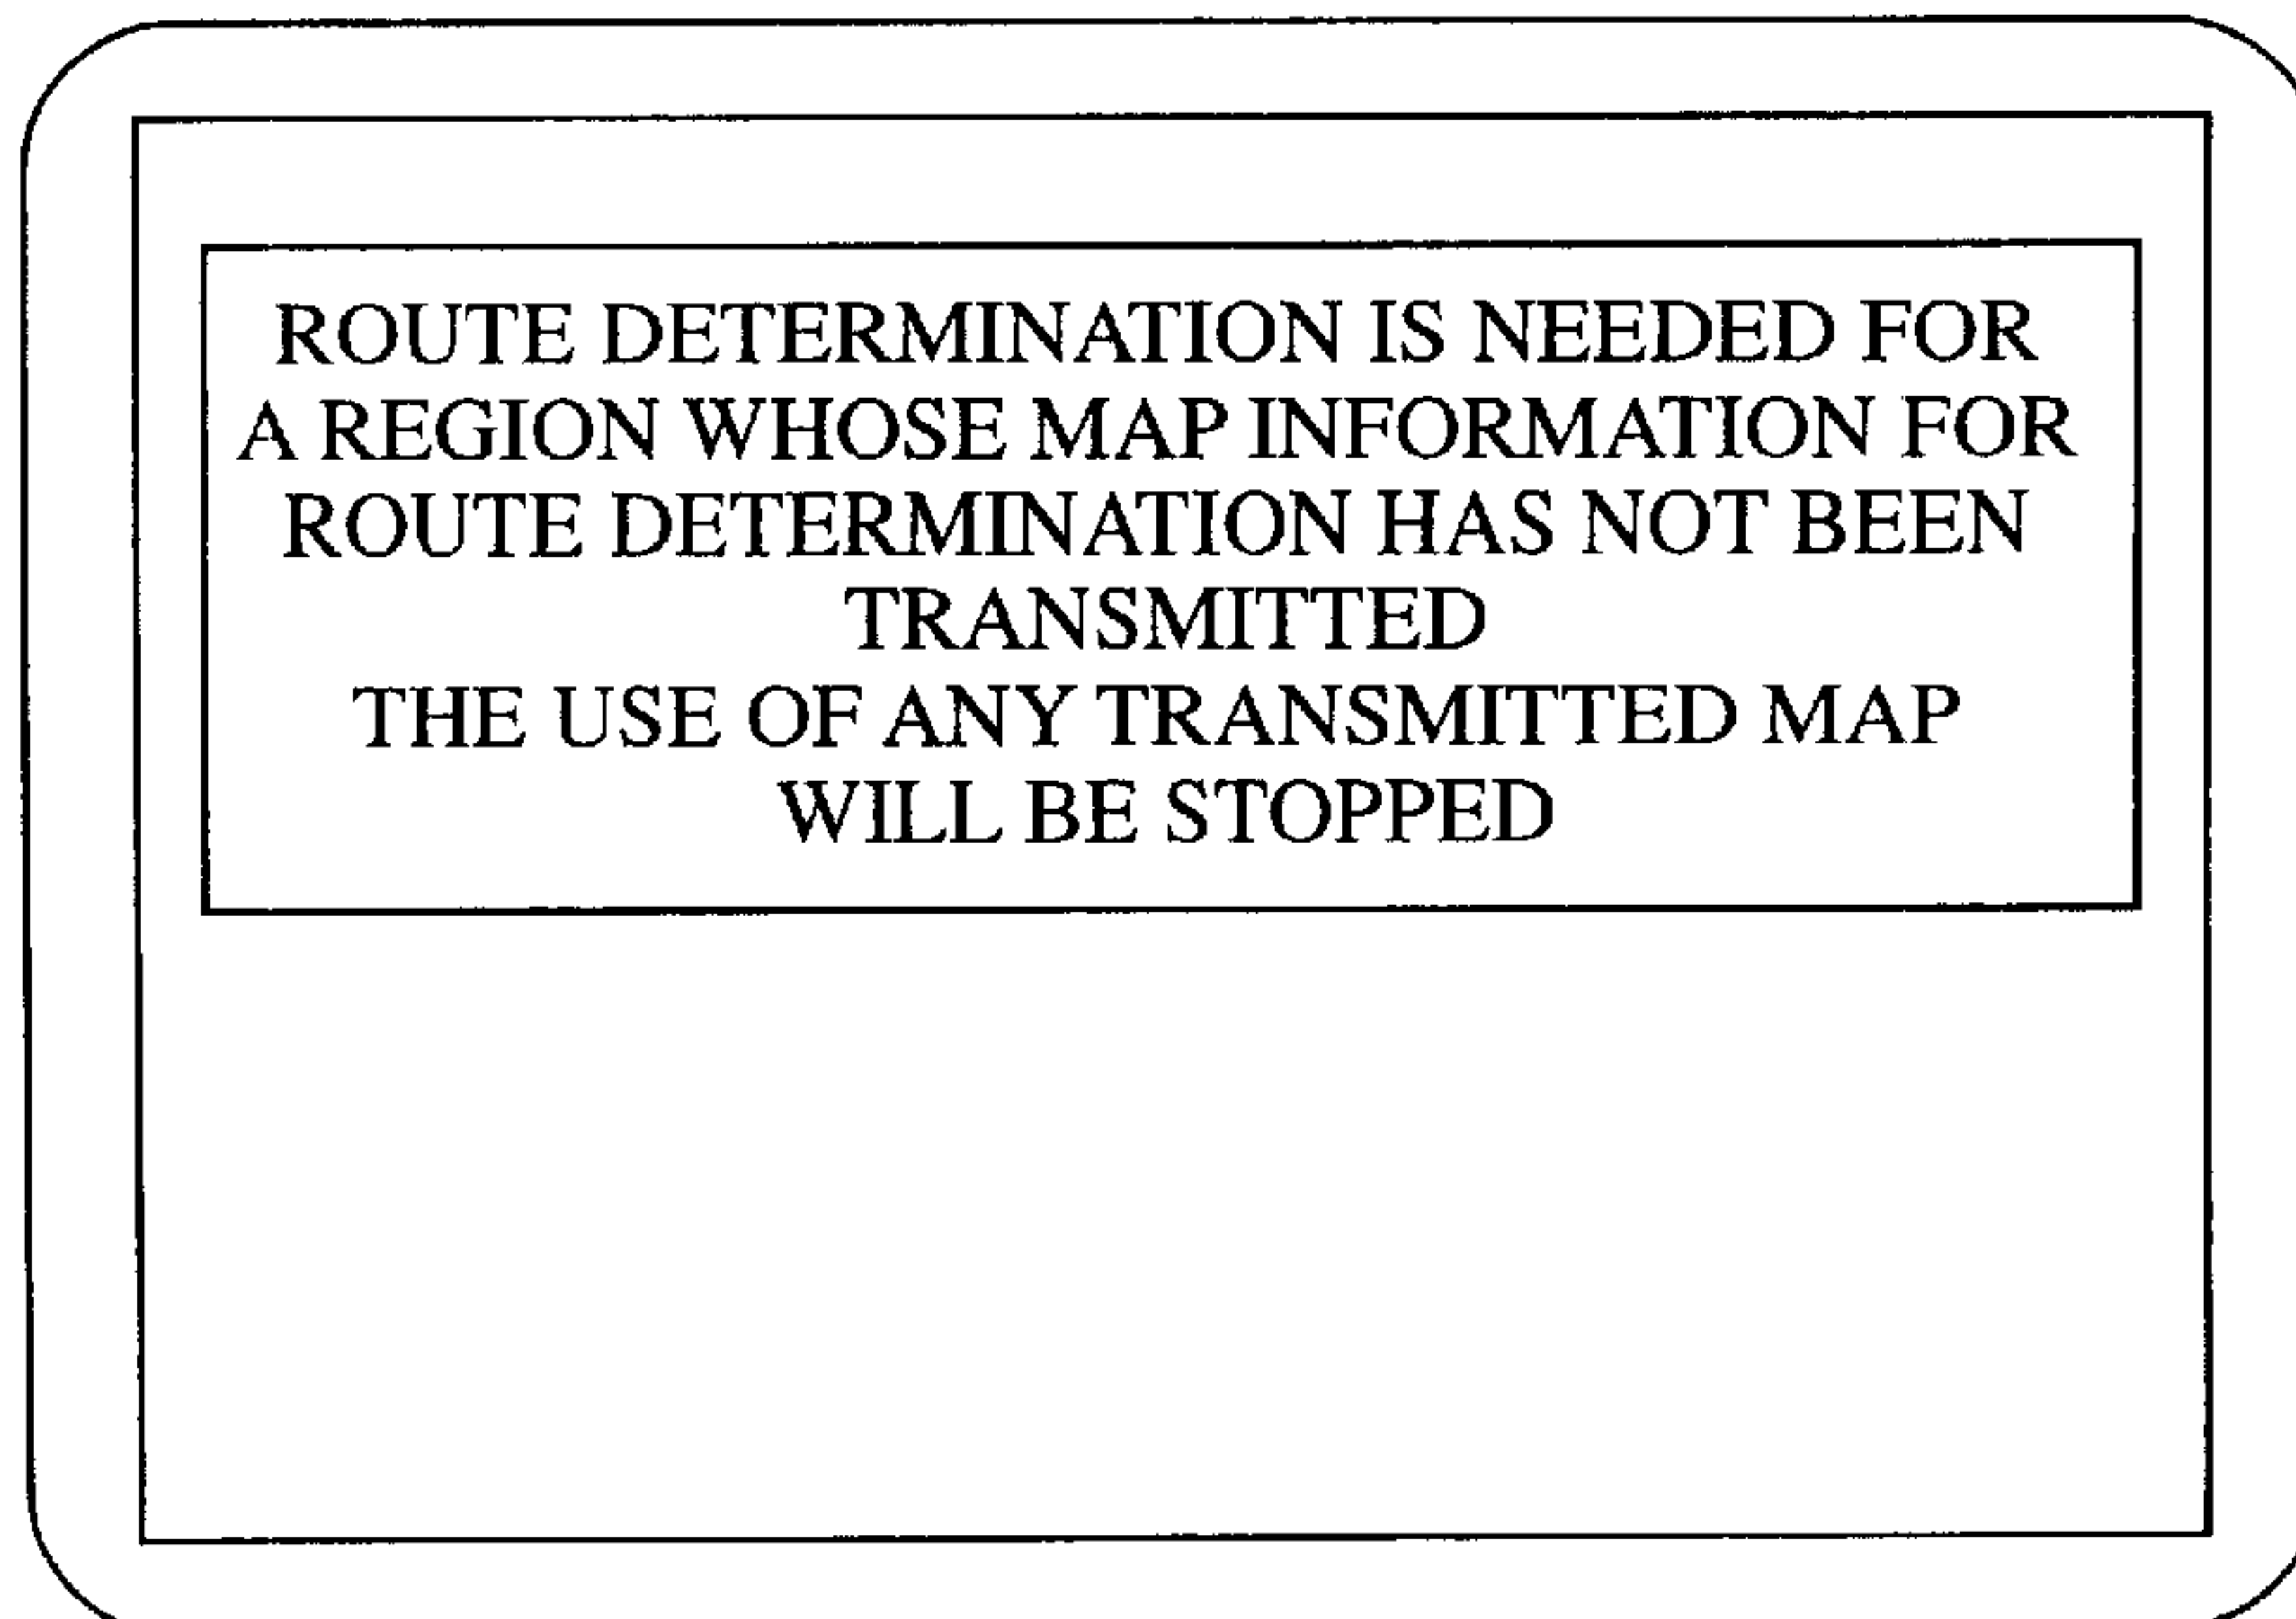 ROUTE DETERMINATION IS NEEDED FOR
A REGION WHOSE MAP INFORMATION FOR
ROUTE DETERMINATION HAS NOT BEEN
TRANSMITTED
THE USE OF ANY TRANSMITTED MAP
WILL BE STOPPED